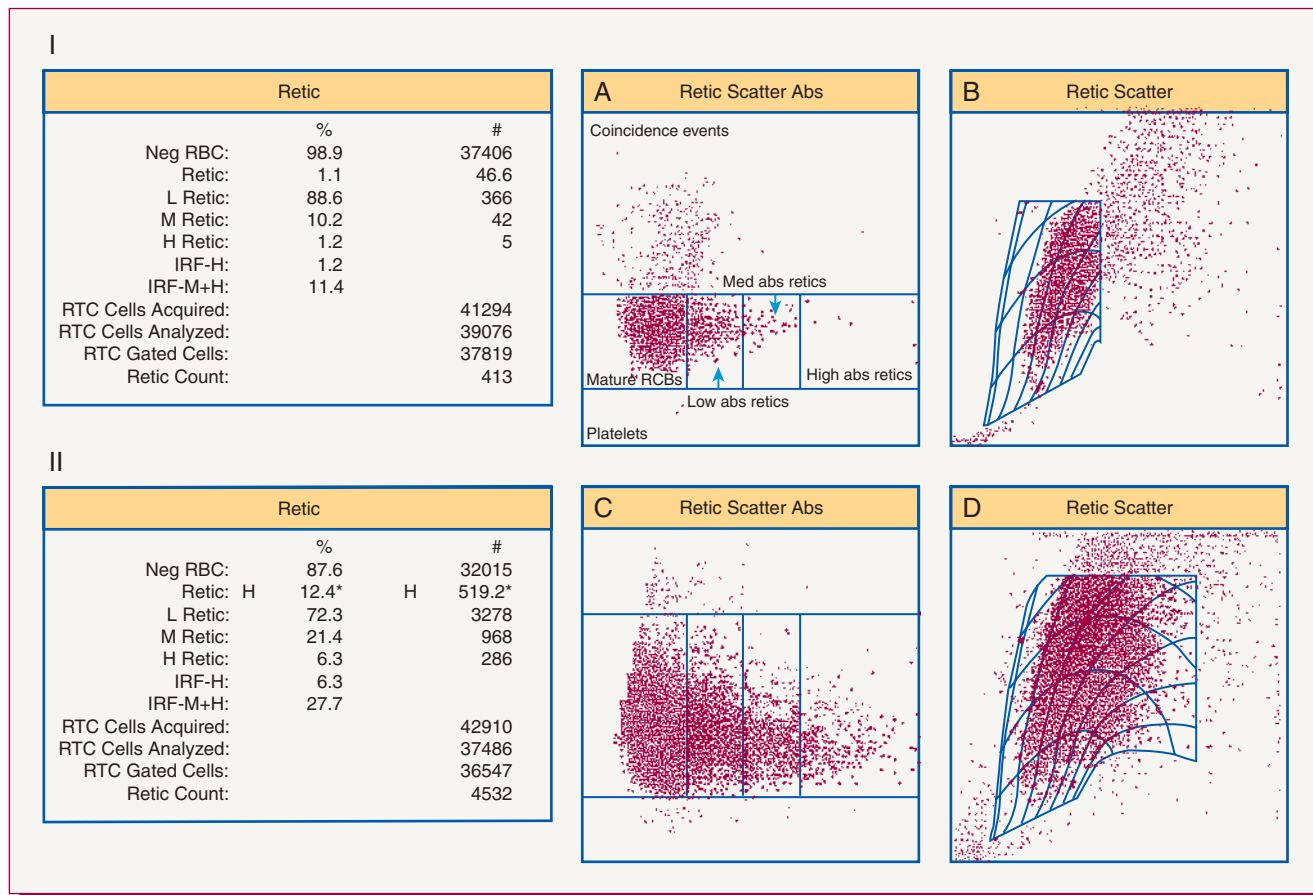 I
Retic
% #
Neg RBC: 98.9 37406
Retic: 1.1 46.6
L Retic: 88.6 366
M Retic: 10.2 42
H Retic: 1.2 5
IRF-H: 1.2
IRF-M+H: 11.4
RTC Cells Acquired: 41294
RTC Cells Analyzed: 39076
RTC Gated Cells: 37819
Retic Count: 413
A Retic Scatter Abs
Coincidence events
Med abs retics
Mature RCBs
High abs retics
Low abs retics
Platelets
B Retic Scatter
II
Retic
% #
Neg RBC: 87.6 32015
Retic: H 12.4* H 519.2*
L Retic: 72.3 3278
M Retic: 21.4 968
H Retic: 6.3 286
IRF-H: 6.3
IRF-M+H: 27.7
RTC Cells Acquired: 42910
RTC Cells Analyzed: 37486
RTC Gated Cells: 36547
Retic Count: 4532
C Retic Scatter Abs
D Retic Scatter